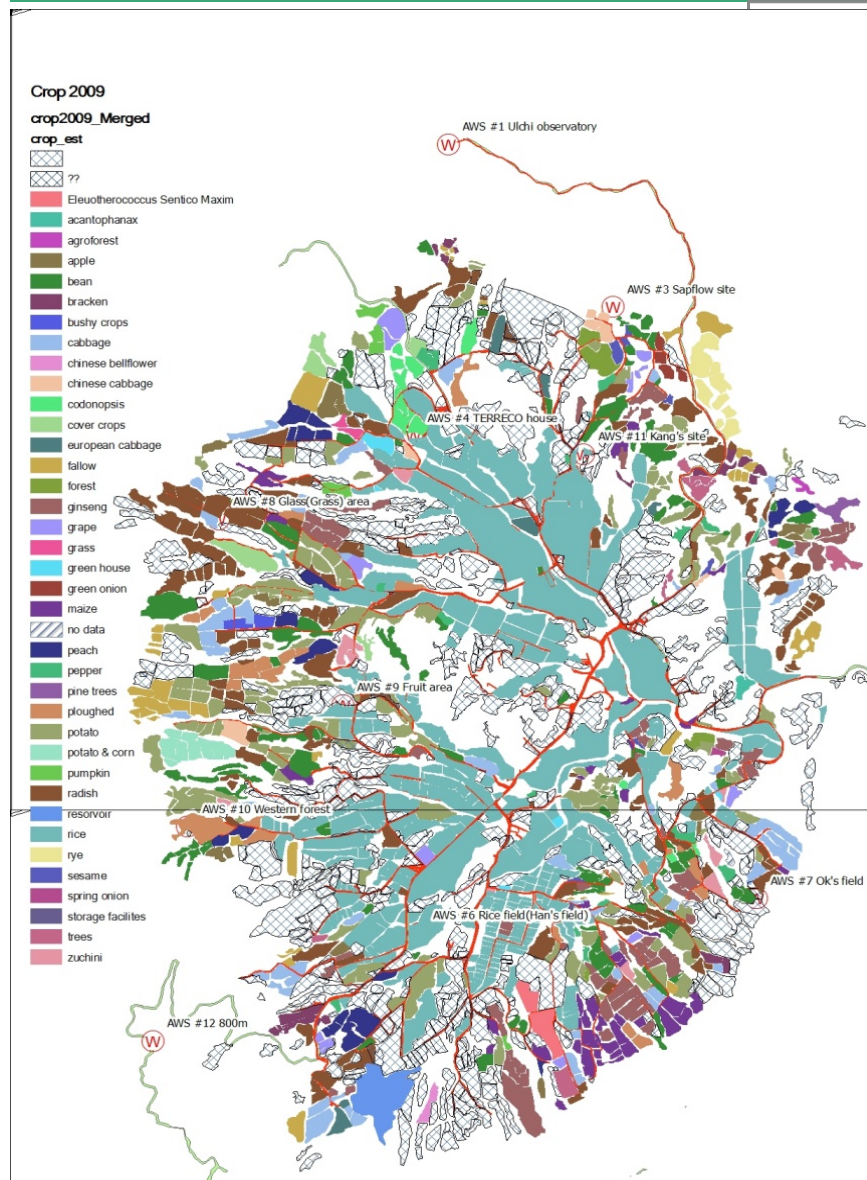 Crop 2009
crop2009_Merged
crop_est
??
Eleuotherococcus Sentico Maxim
acantophanax
agroforest
apple
bean
bracken
bushy crops
cabbage
chinese bellflower
chinese cabbage
codonopsis
cover crops
european cabbage
fallow
forest
ginseng
grape
grass
green house
green onion
maize
no data
peach
pepper
pine trees
ploughed
potato
potato & corn
pumpkin
radish
resorvoir
rice
rye
sesame
spring onion
storage facilites
trees
zuchini
AWS #1 Ulchi observatory
W
AWS #3 Sapflow site
W
AWS #4 TERRECO house
AWS #11 Kang's site
AWS #8 Glass(Grass) area
AWS #9 Fruit area
AWS #10 Western forest
AWS #7 Ok's field
AWS #6 Rice field(Han's field)
AWS #12 800m
W